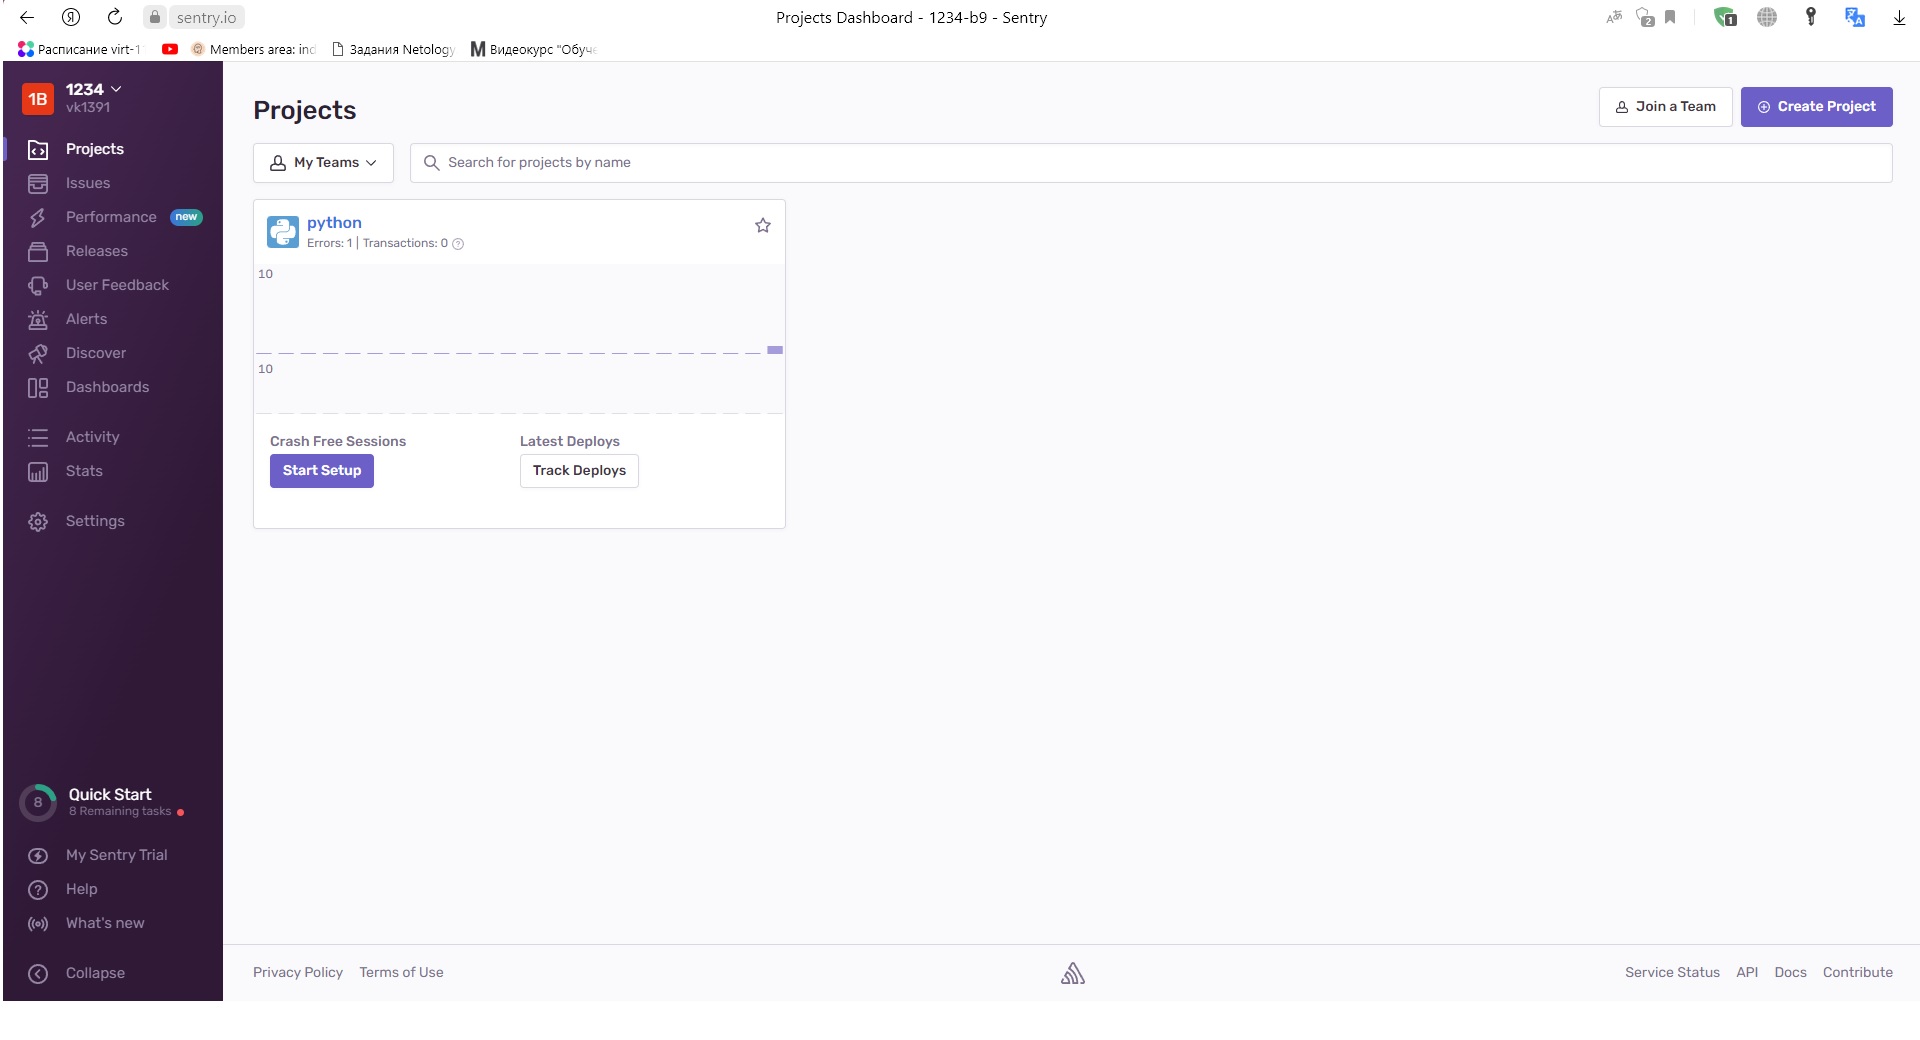 sentry.io
Projects Dashboard - 1234-b9 - Sentry
2
1
Расписание virt-1
Members area: ind
Задания Netology
M Видеокурс "Обуче
1B
1234
vk1391
Projects
Issues
Performance new
Releases
User Feedback
Alerts
Discover
Dashboards
Activity
Stats
Settings
8
Quick Start
8 Remaining tasks
My Sentry Trial
Help
What's new
Collapse
Projects
Join a Team
Create Project
My Teams
Search for projects by name
python
Errors: 1 | Transactions: 0
10
10
Crash Free Sessions
Start Setup
Latest Deploys
Track Deploys
Privacy Policy
Terms of Use
Service Status
API
Docs
Contribute